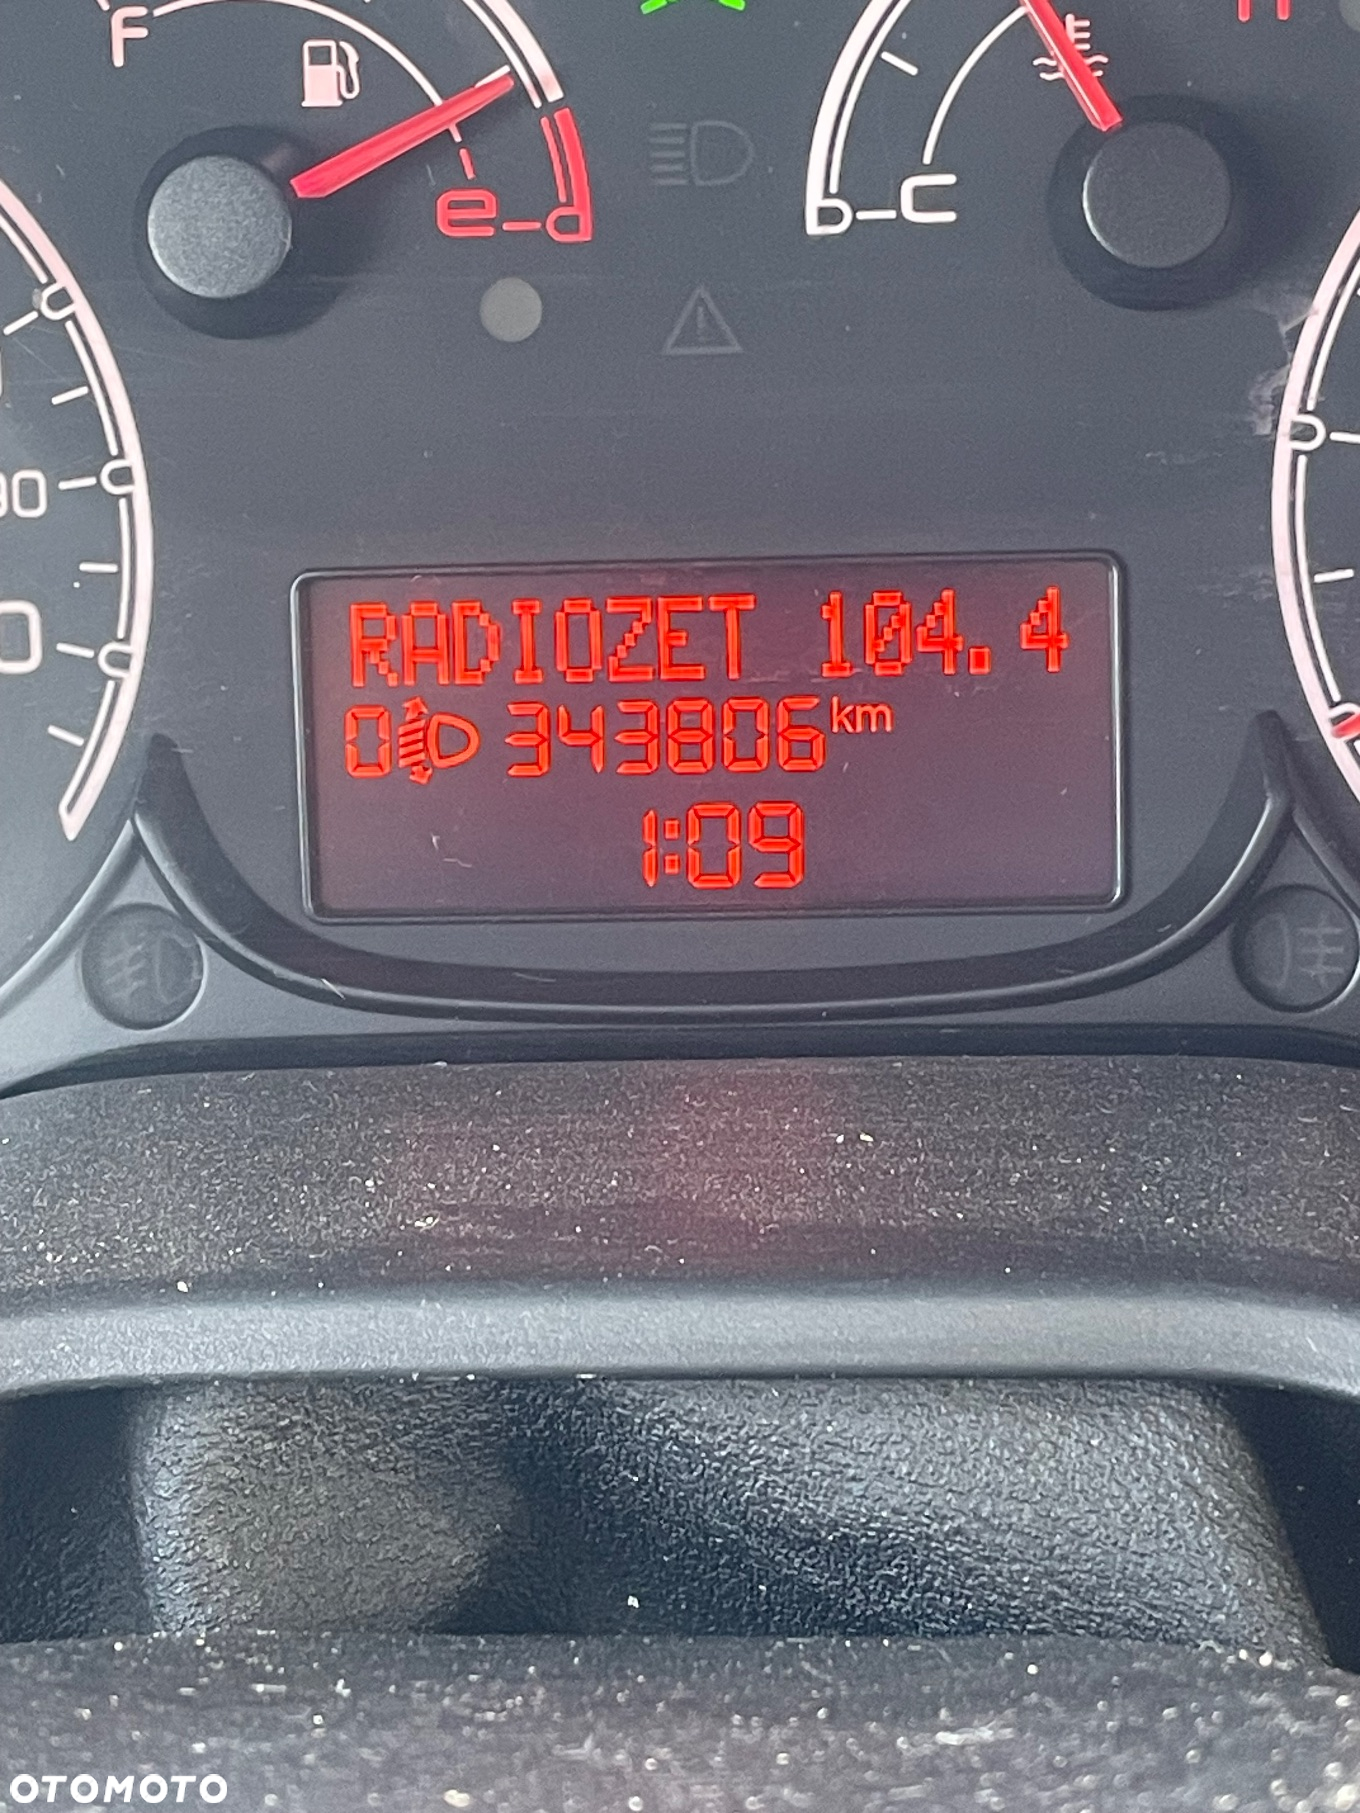 F
e
C
RADIOZET 104.4
0 343806 km
1:09
OTOMOTO